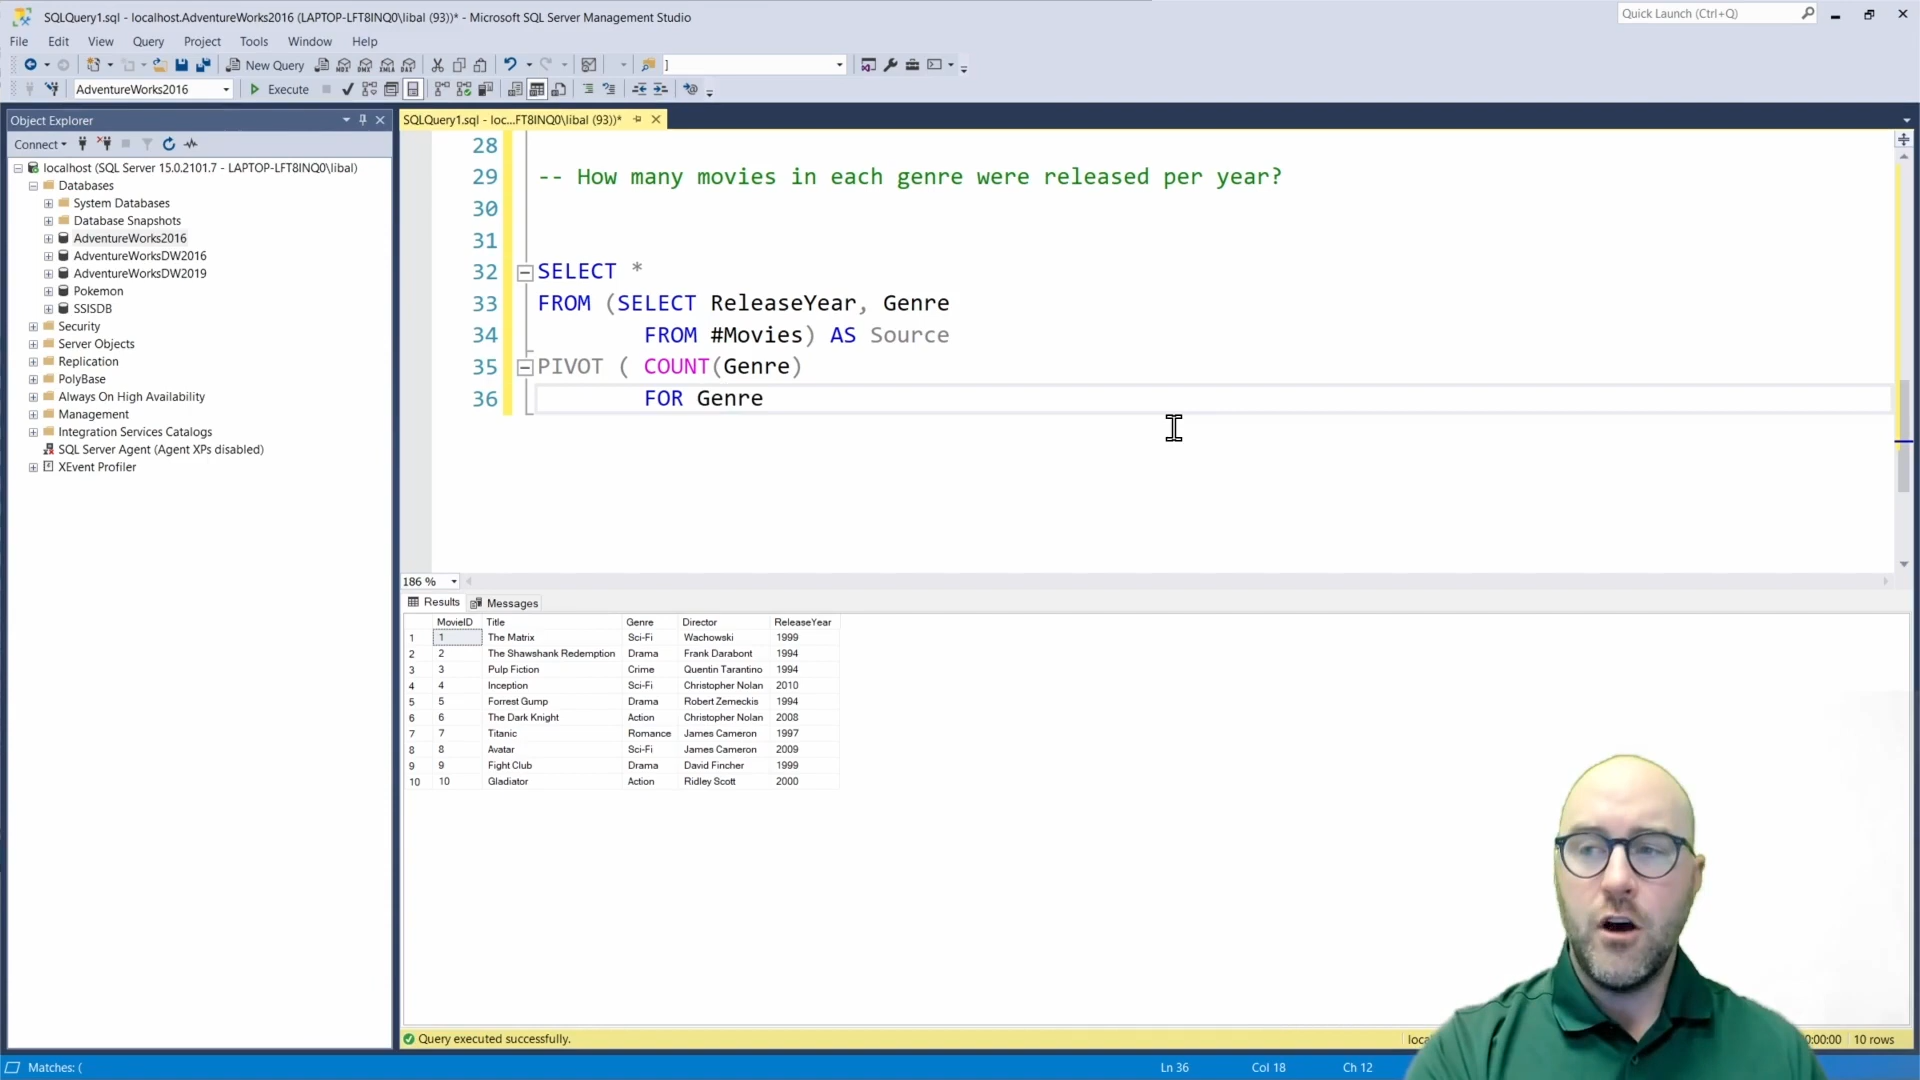 SQLQuery1.sql - localhost.AdventureWorks2016 (LAPTOP-LFT8INQ0\libal (93))* - Microsoft SQL Server Management Studio
Quick Launch (Ctrl+Q)
File Edit View Query Project Tools Window Help
New Query
]
AdventureWorks2016
Execute
Object Explorer
Connect
localhost (SQL Server 15.0.2101.7 - LAPTOP-LFT8INQ0\libal)
Databases
System Databases
Database Snapshots
AdventureWorks2016
AdventureWorksDW2016
AdventureWorksDW2019
Pokemon
SSISDB
Security
Server Objects
Replication
PolyBase
Always On High Availability
Management
Integration Services Catalogs
SQL Server Agent (Agent XPs disabled)
XEvent Profiler
SQLQuery1.sql - loc...FT8INQ0\libal (93))*
28
29 -- How many movies in each genre were released per year?
30
31
32 SELECT *
33 FROM (SELECT ReleaseYear, Genre
34 FROM #Movies) AS Source
35 PIVOT ( COUNT(Genre)
36 FOR Genre
186 %
Results Messages
MovieID Title Genre Director ReleaseYear
1 1 The Matrix Sci-Fi Wachowski 1999
2 2 The Shawshank Redemption Drama Frank Darabont 1994
3 3 Pulp Fiction Crime Quentin Tarantino 1994
4 4 Inception Sci-Fi Christopher Nolan 2010
5 5 Forrest Gump Drama Robert Zemeckis 1994
6 6 The Dark Knight Action Christopher Nolan 2008
7 7 Titanic Romance James Cameron 1997
8 8 Avatar Sci-Fi James Cameron 2009
9 9 Fight Club Drama David Fincher 1999
10 10 Gladiator Action Ridley Scott 2000
Query executed successfully.
loca
0:00:00 10 rows
Matches: (
Ln 36 Col 18 Ch 12